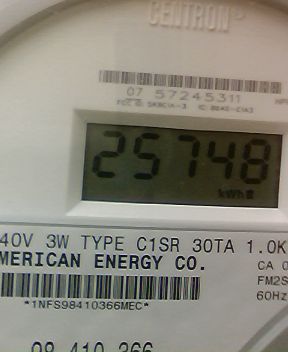 CENTRON
07 57245311
25748
kWh
40V 3W TYPE C1SR 30TA 1.0K
MERICAN ENERGY CO.
CA 0
FM2S
60Hz
*1NFS98410366MEC*
98 410 366